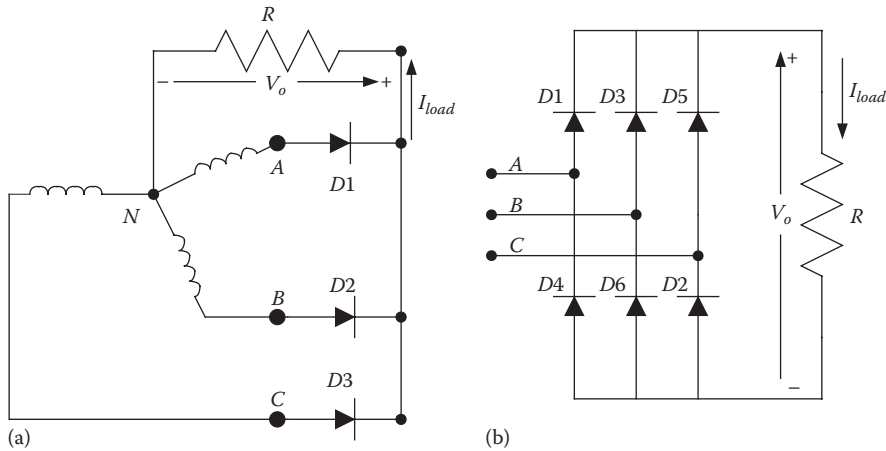 R
− V_o +
I_load
A
D1
N
B
D2
C
D3
(a)
D1 D3 D5
A
B
C
D4 D6 D2
+
V_o
−
I_load
R
(b)